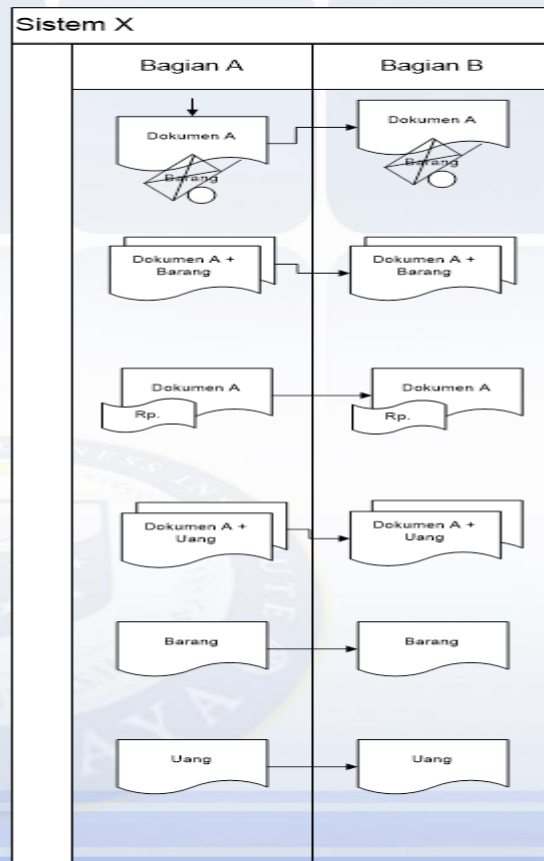 Sistem X
Bagian A
Bagian B
Dokumen A
Barang
Dokumen A
Barang
Dokumen A +
Barang
Dokumen A +
Barang
Dokumen A
Rp.
Dokumen A
Rp.
Dokumen A +
Uang
Dokumen A +
Uang
Barang
Barang
Uang
Uang